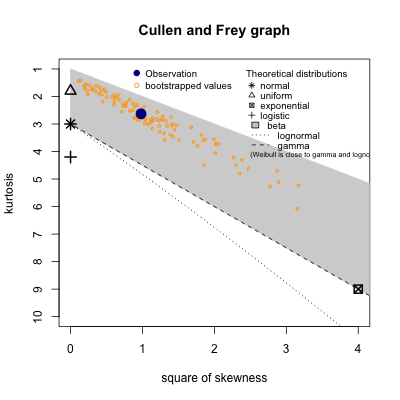 Cullen and Frey graph
Observation
bootstrapped values
Theoretical distributions
normal
uniform
exponential
logistic
beta
lognormal
gamma
(Weibull is close to gamma and logno
kurtosis
1
2
3
4
5
6
7
8
9
10
0
1
2
3
4
square of skewness